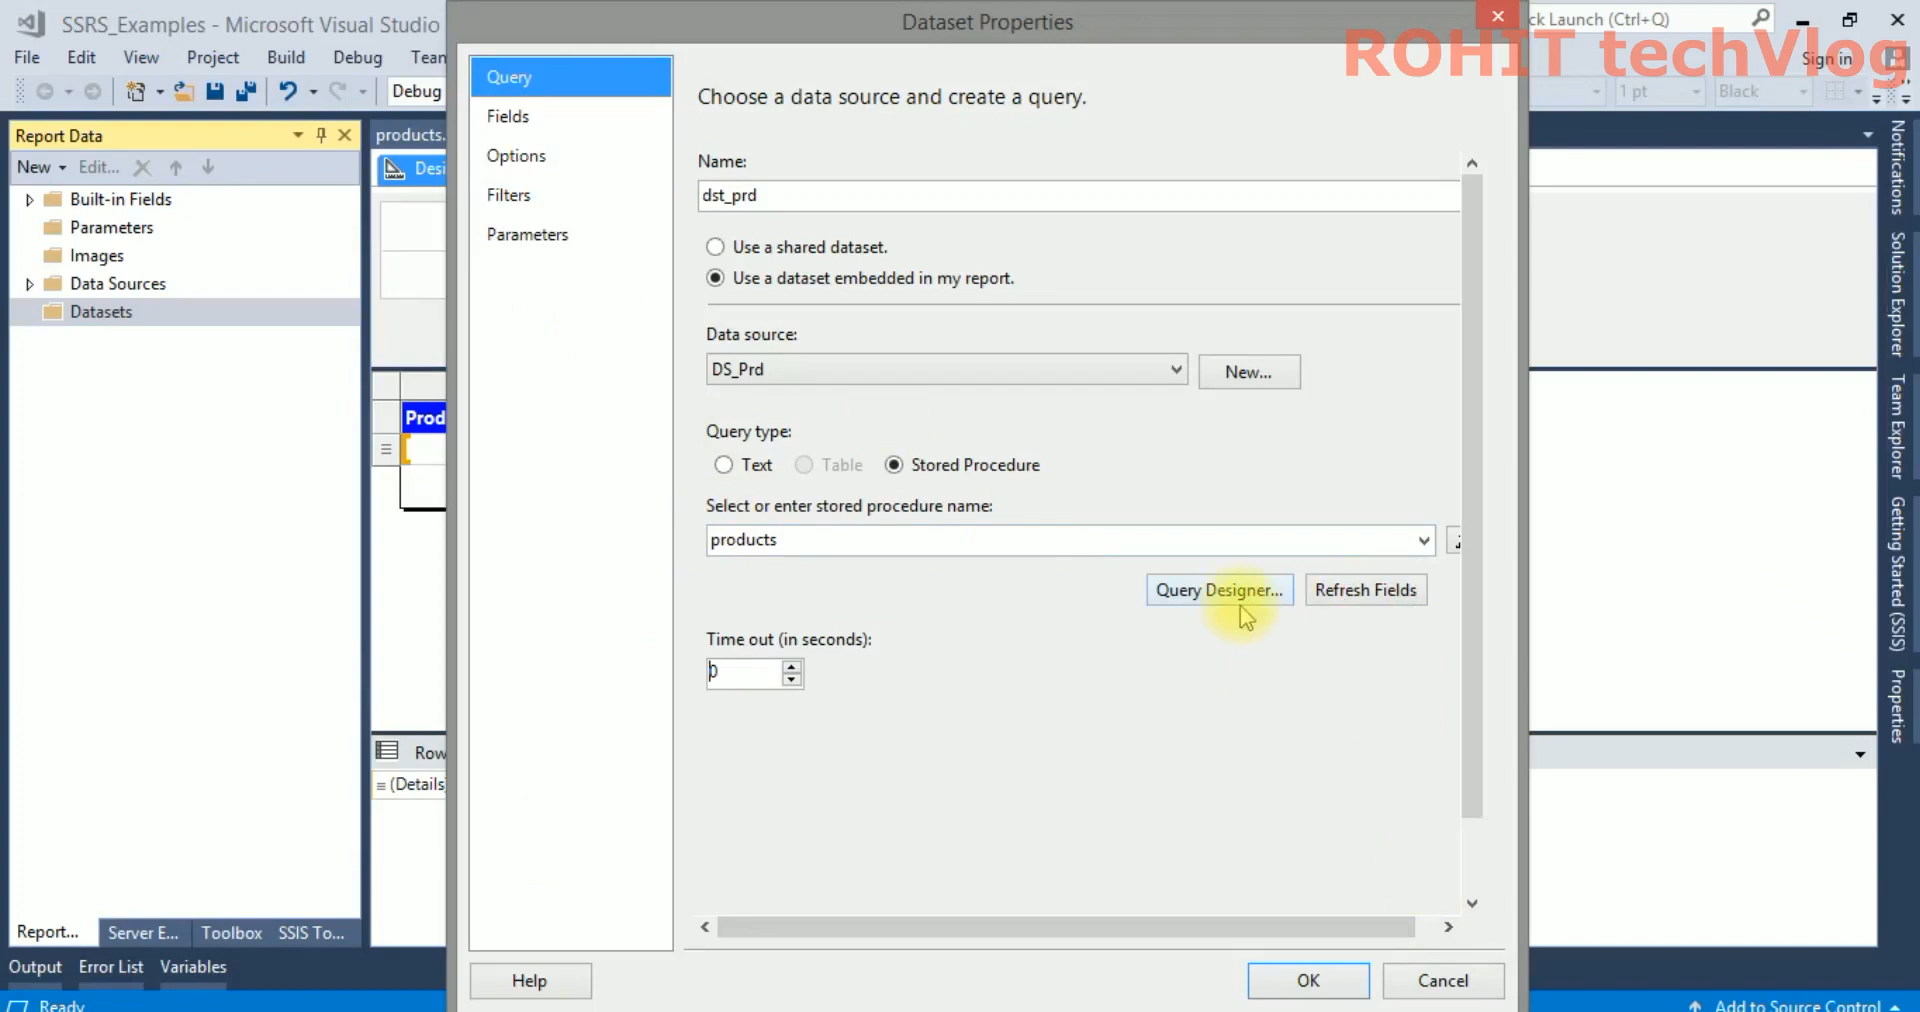 SSRS_Examples - Microsoft Visual Studio
Dataset Properties
ck Launch (Ctrl+Q)
ROHIT techVlog
File Edit View Project Build Debug Team
Sign in
Debug
1 pt
Black
Report Data
New Edit...
Built-in Fields
Parameters
Images
Data Sources
Datasets
products.
Desi
Prod
Row
(Details
Query
Fields
Options
Filters
Parameters
Choose a data source and create a query.
Name:
dst_prd
Use a shared dataset.
Use a dataset embedded in my report.
Data source:
DS_Prd
New...
Query type:
Text Table Stored Procedure
Select or enter stored procedure name:
products
Query Designer...
Refresh Fields
Time out (in seconds):
0
Help
OK
Cancel
Notifications
Solution Explorer
Team Explorer
Getting Started (SSIS)
Properties
Report... Server E... Toolbox SSIS To...
Output Error List Variables
Ready
Add to Source Control